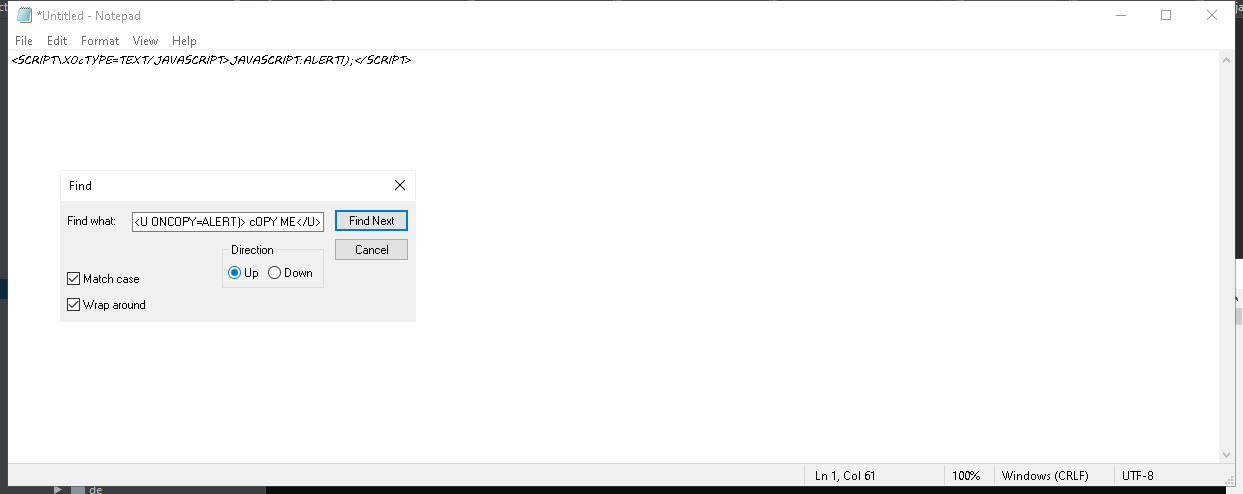 *Untitled - Notepad
File Edit Format View Help
<SCRIPT\X0cTYPE=TEXT/JAVASCRIPT>JAVASCRIPT:ALERT1);</SCRIPT>
Find
Find what: <U ONCOPY=ALERT)> cOPY ME</U> Find Next
Direction Cancel
Up Down
Match case
Wrap around
Ln 1, Col 61 100% Windows (CRLF) UTF-8
de